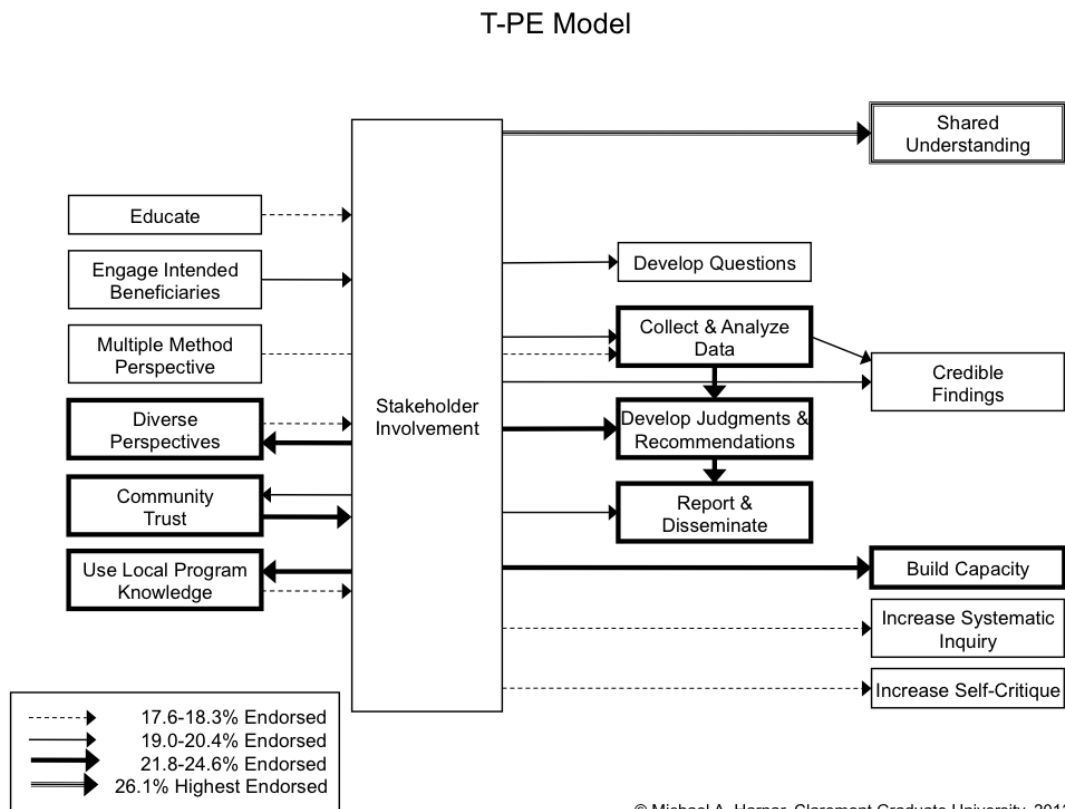 T-PE Model
Shared
Understanding
Educate
Engage Intended
Beneficiaries
Develop Questions
Multiple Method
Perspective
Collect & Analyze
Data
Credible
Findings
Stakeholder
Involvement
Diverse
Perspectives
Develop Judgments &
Recommendations
Community
Trust
Report &
Disseminate
Use Local Program
Knowledge
Build Capacity
Increase Systematic
Inquiry
Increase Self-Critique
17.6-18.3% Endorsed
19.0-20.4% Endorsed
21.8-24.6% Endorsed
26.1% Highest Endorsed
© Michael A. Harnar, Claremont Graduate University,